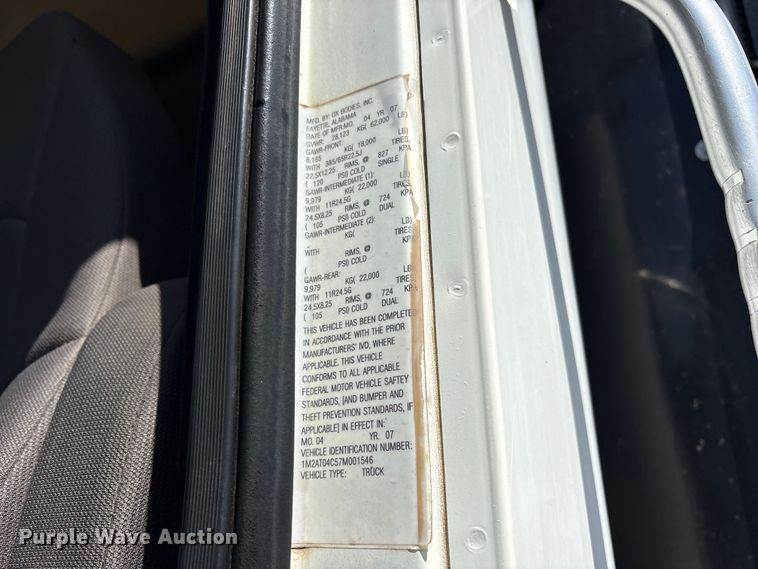 MFD. BY: OX BODIES, INC.
FAYETTE, ALABAMA
DATE OF MFR:MO. 04 YR. 07
GVWR: 28,123 KG( 62,000 LB)
GAWR-FRONT:
8,165 KG( 18,000 LB)
WITH 385/65R22.5J TIRES,
22.5X12.25 RIMS, @ 827 KPA
( 120 PSI) COLD SINGLE
GAWR-INTERMEDIATE (1):
9,979 KG( 22,000 LB)
WITH 11R24.5G TIRES,
24.5X8.25 RIMS, @ 724 KPA
( 105 PSI) COLD DUAL
GAWR-INTERMEDIATE (2):
KG( LB)
WITH TIRES,
RIMS, @ KPA
( PSI) COLD
GAWR-REAR:
9,979 KG( 22,000 LB)
WITH 11R24.5G TIRES,
24.5X8.25 RIMS, @ 724 KPA
( 105 PSI) COLD DUAL
THIS VEHICLE HAS BEEN COMPLETED
IN ACCORDANCE WITH THE PRIOR
MANUFACTURERS' IVD, WHERE
APPLICABLE. THIS VEHICLE
CONFORMS TO ALL APPLICABLE
FEDERAL MOTOR VEHICLE SAFTEY
STANDARDS, [AND BUMPER AND
THEFT PREVENTION STANDARDS, IF
APPLICABLE] IN EFFECT IN:
MO. 04 YR. 07
VEHICLE IDENTIFICATION NUMBER:
1M2AT04C57M001546
VEHICLE TYPE: TRUCK
Purple Wave Auction